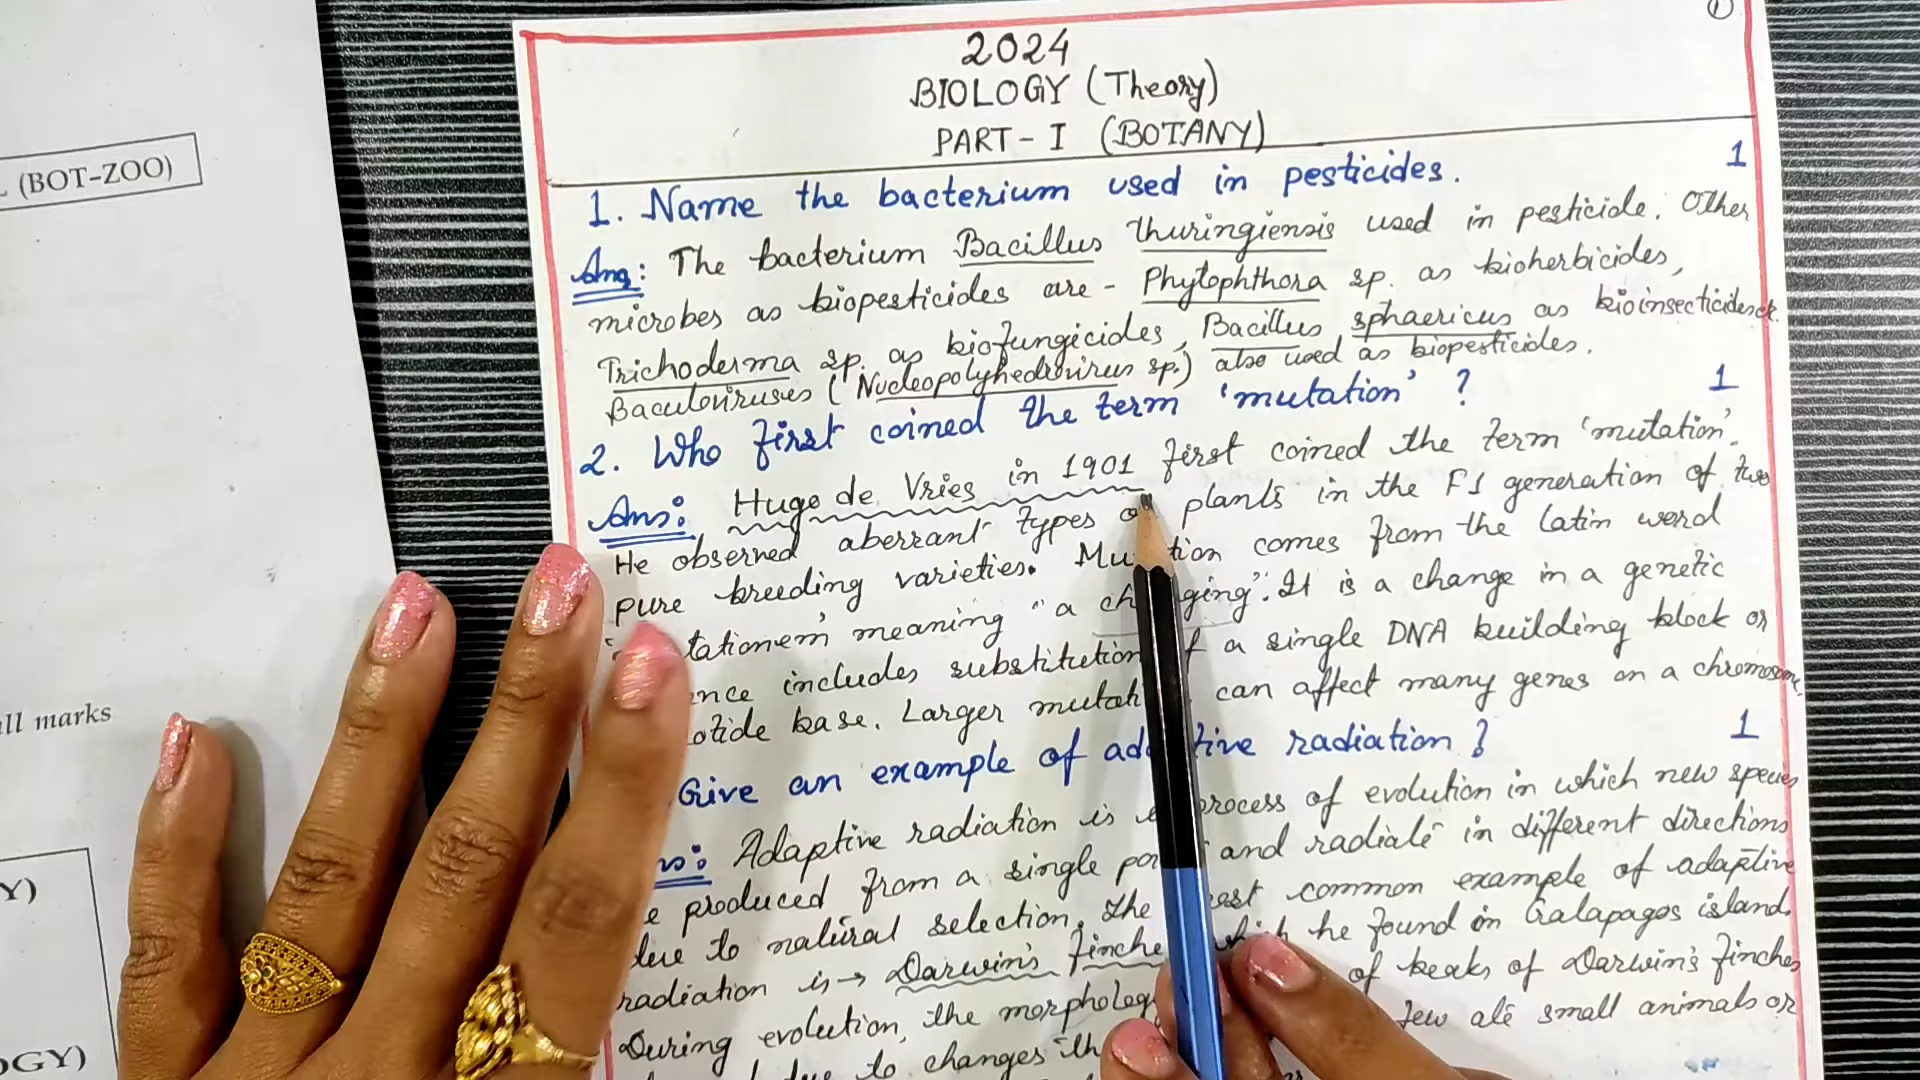 (BOT-ZOO)
ll marks
Y)
OGY)
1
2024
BIOLOGY (Theory)
PART - I (BOTANY)
1. Name the bacterium used in pesticides. 1
Ans: The bacterium Bacillus thuringiensis used in pesticide. Other
microbes as biopesticides are - Phytophthora sp. as bioherbicides,
Trichoderma sp. as biofungicides, Bacillus sphaericus as bioinsecticides
Baculoviruses (Nucleopolyhedrovirus sp.) also used as biopesticides.
2. Who first coined the term 'mutation' ? 1
Ans: Hugo de Vries in 1901 first coined the term 'mutation'.
He observed aberrant types plants in the F1 generation of two
pure breeding varieties. comes from the Latin word
meaning "a It is a change in a genetic
includes substitution a single DNA building block or
base. Larger can affect many genes on a chromosome.
Give an example of radiation ? 1
Adaptive radiation is process of evolution in which new species
produced from a single and radiate in different directions
due to natural selection. The common example of adaptive
radiation is → Darwin's he found in Galapagos island.
During evolution, the of beaks of Darwin's finches
due to changes few ate small animals or